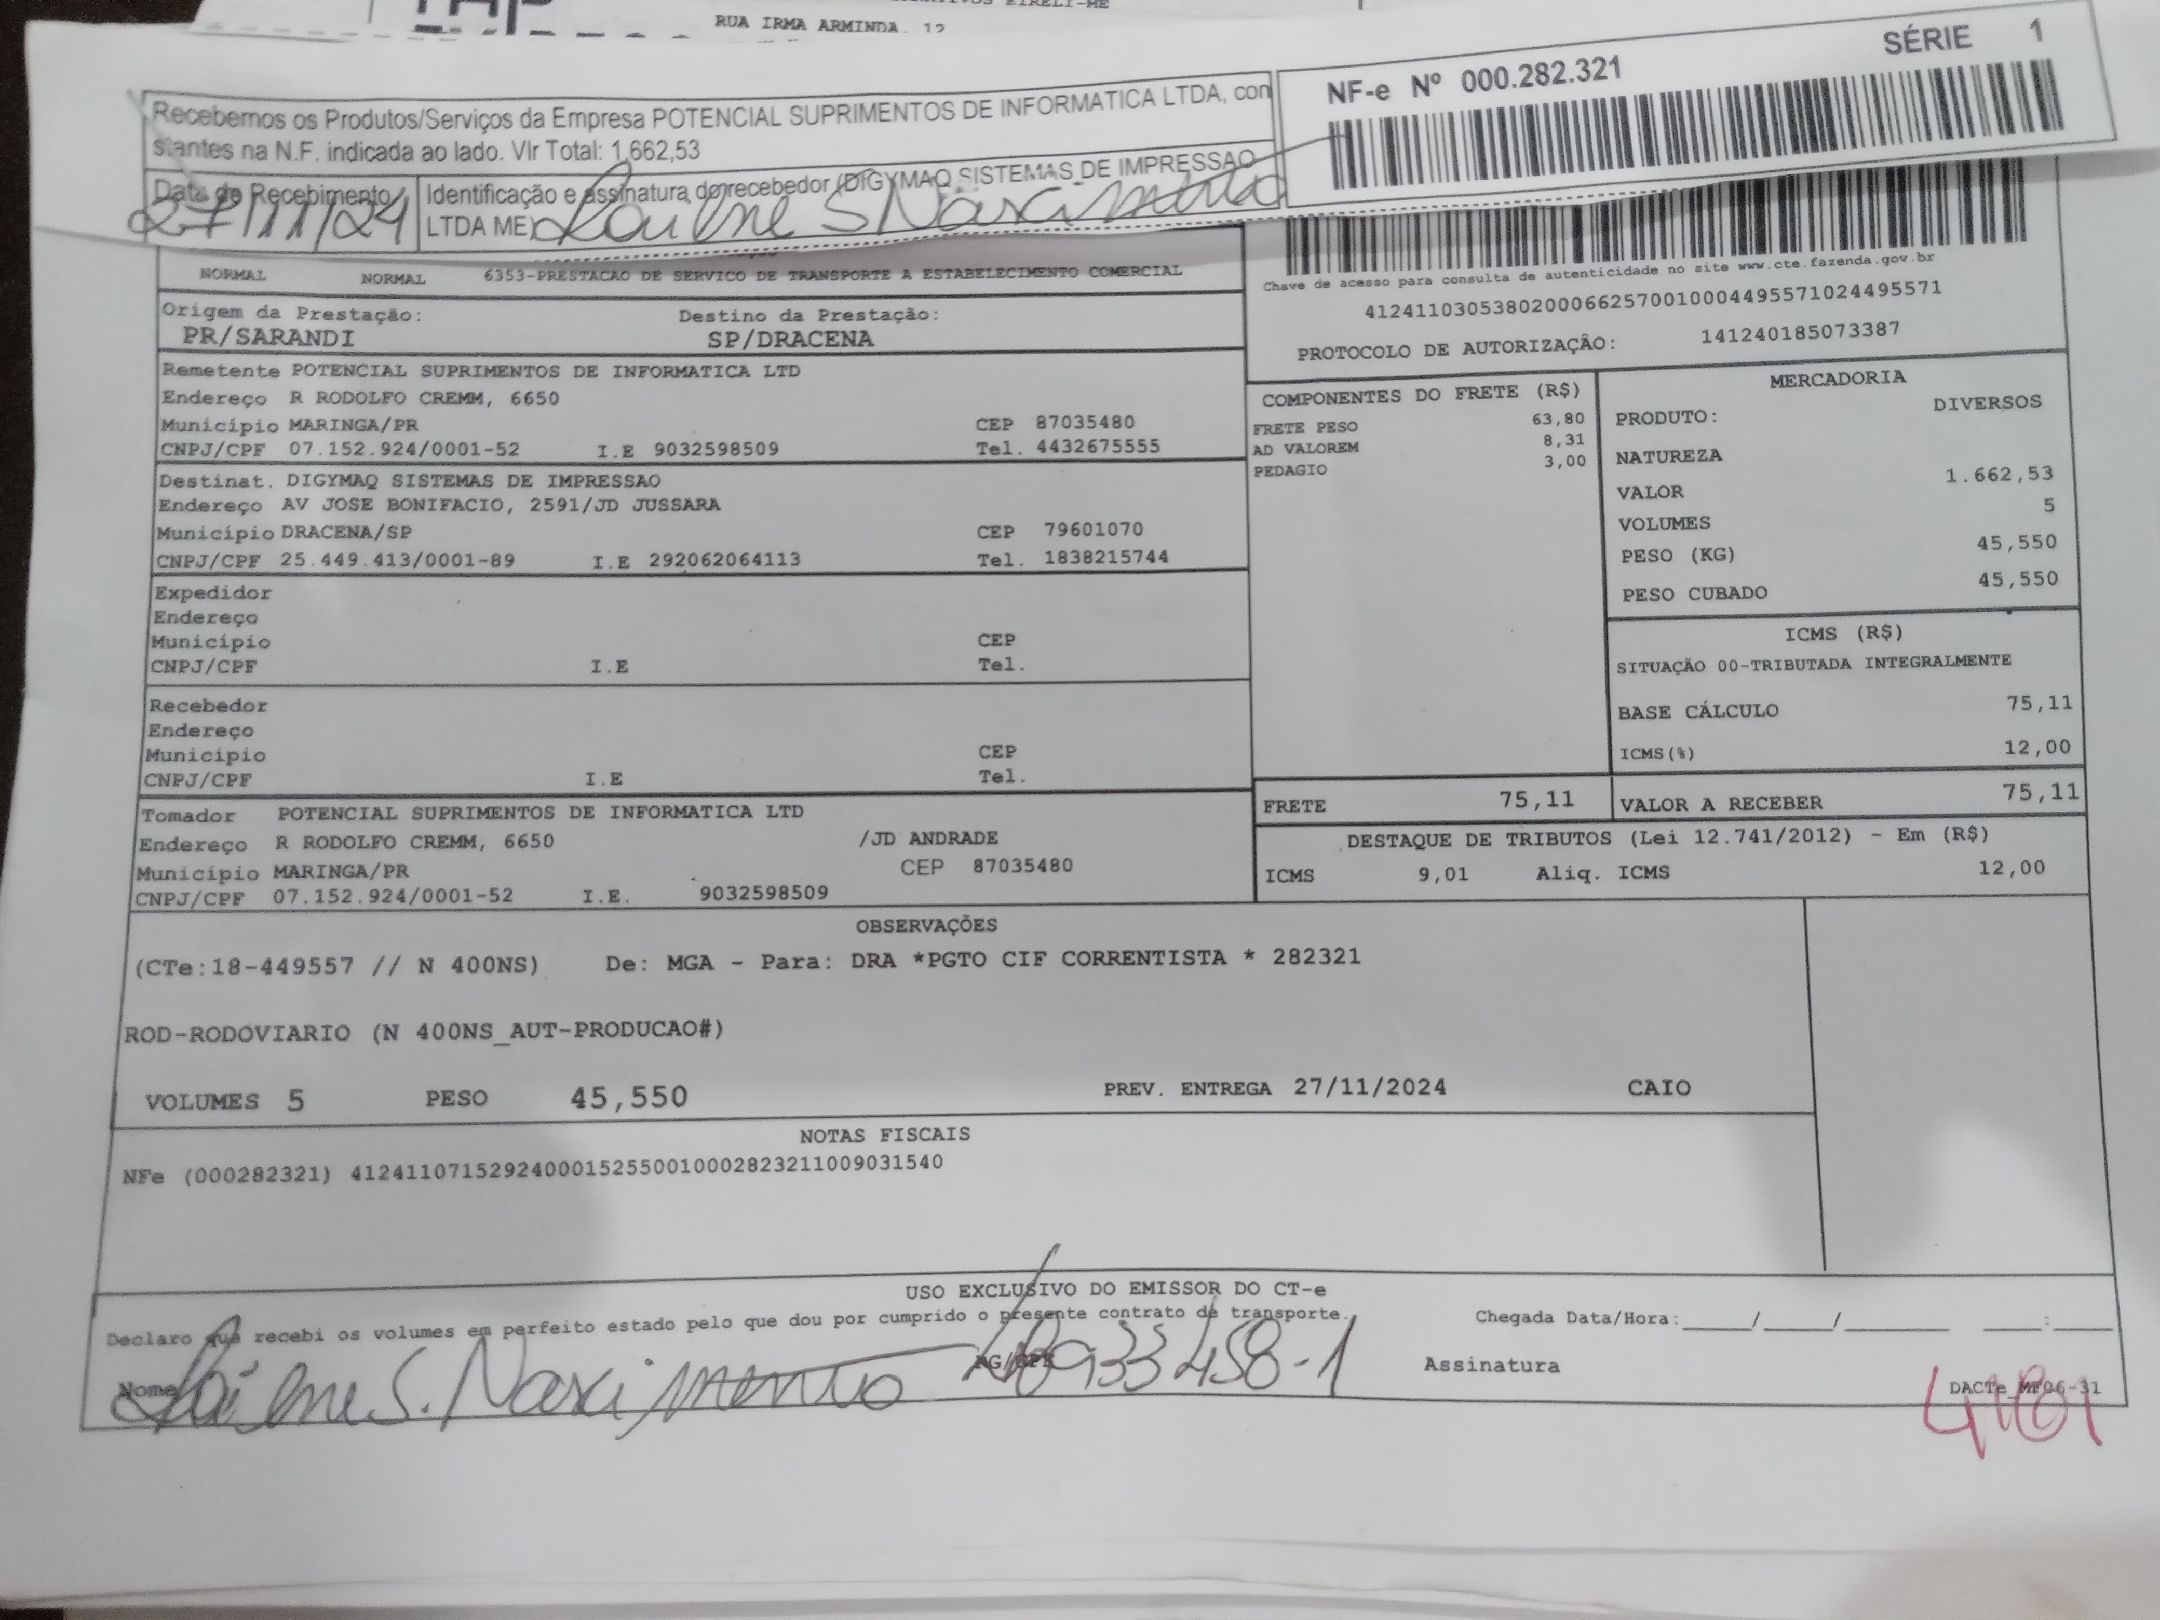 RUA IRMA ARMINDA, 12
Recebemos os Produtos/Serviços da Empresa POTENCIAL SUPRIMENTOS DE INFORMATICA LTDA, con
stantes na N.F. indicada ao lado. Vlr Total: 1,662,53
Data de Recebimento
27/11/24
Identificação e assinatura do recebedor (DIGYMAQ SISTEMAS DE IMPRESSAO
LTDA ME)
S Nascimento
NF-e Nº 000.282.321
SÉRIE 1
NORMAL NORMAL 6353-PRESTACAO DE SERVICO DE TRANSPORTE A ESTABELECIMENTO COMERCIAL
Chave de acesso para consulta de autenticidade no site www.cte.fazenda.gov.br
41241103053802000662570010004495571024495571
PROTOCOLO DE AUTORIZAÇÃO: 141240185073387
Origem da Prestação: Destino da Prestação:
PR/SARANDI SP/DRACENA
Remetente POTENCIAL SUPRIMENTOS DE INFORMATICA LTD
Endereço R RODOLFO CREMM, 6650
Município MARINGA/PR CEP 87035480
CNPJ/CPF 07.152.924/0001-52 I.E 9032598509 Tel. 4432675555
Destinat. DIGYMAQ SISTEMAS DE IMPRESSAO
Endereço AV JOSE BONIFACIO, 2591/JD JUSSARA
Município DRACENA/SP CEP 79601070
CNPJ/CPF 25.449.413/0001-89 I.E 292062064113 Tel. 1838215744
Expedidor
Endereço
Município CEP
CNPJ/CPF I.E Tel.
Recebedor
Endereço
Município CEP
CNPJ/CPF I.E Tel.
Tomador POTENCIAL SUPRIMENTOS DE INFORMATICA LTD
Endereço R RODOLFO CREMM, 6650 /JD ANDRADE
Município MARINGA/PR CEP 87035480
CNPJ/CPF 07.152.924/0001-52 I.E. 9032598509
COMPONENTES DO FRETE (R$)
FRETE PESO 63,80
AD VALOREM 8,31
PEDAGIO 3,00
MERCADORIA
PRODUTO: DIVERSOS
NATUREZA
VALOR 1.662,53
VOLUMES 5
PESO (KG) 45,550
PESO CUBADO 45,550
ICMS (R$)
SITUAÇÃO 00-TRIBUTADA INTEGRALMENTE
BASE CÁLCULO 75,11
ICMS(%) 12,00
FRETE 75,11 VALOR A RECEBER 75,11
DESTAQUE DE TRIBUTOS (Lei 12.741/2012) - Em (R$)
ICMS 9,01 Aliq. ICMS 12,00
OBSERVAÇÕES
(CTe:18-449557 // N 400NS) De: MGA - Para: DRA *PGTO CIF CORRENTISTA * 282321
ROD-RODOVIARIO (N 400NS_AUT-PRODUCAO#)
VOLUMES 5 PESO 45,550 PREV. ENTREGA 27/11/2024 CAIO
NOTAS FISCAIS
NFe (000282321) 41241107152924000152550010002823211009031540
USO EXCLUSIVO DO EMISSOR DO CT-e
Declaro que recebi os volumes em perfeito estado pelo que dou por cumprido o presente contrato de transporte. Chegada Data/Hora:____/____/______ ____:____
Nome S. Nascimento RG/CPF 933458-1 Assinatura
DACTe_MF06-31